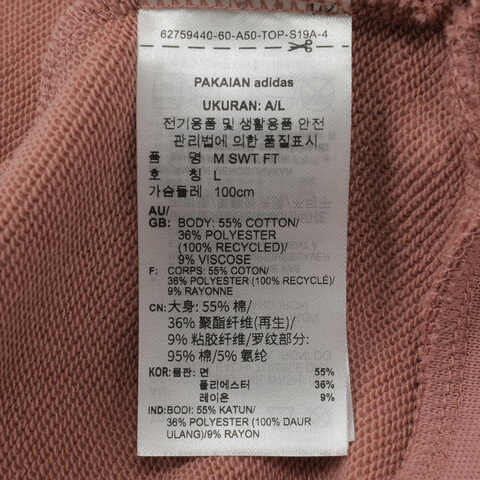 62759440-60-A50-TOP-S19A-4
PAKAIAN adidas
UKURAN: A/L
전기용품 및 생활용품 안전
관리법에 의한 품질표시
품 명 M SWT FT
호 칭 L
가슴둘레 100cm
AU/
GB: BODY: 55% COTTON/
36% POLYESTER
(100% RECYCLED)/
9% VISCOSE
F: CORPS: 55% COTON/
36% POLYESTER (100% RECYCLÉ)/
9% RAYONNE
CN: 大身: 55% 棉/
36% 聚酯纤维(再生)/
9% 粘胶纤维/罗纹部分:
95% 棉/5% 氨纶
KOR: 몸판: 면 55%
폴리에스터 36%
레이온 9%
IND: BODI: 55% KATUN/
36% POLYESTER (100% DAUR
ULANG)/9% RAYON